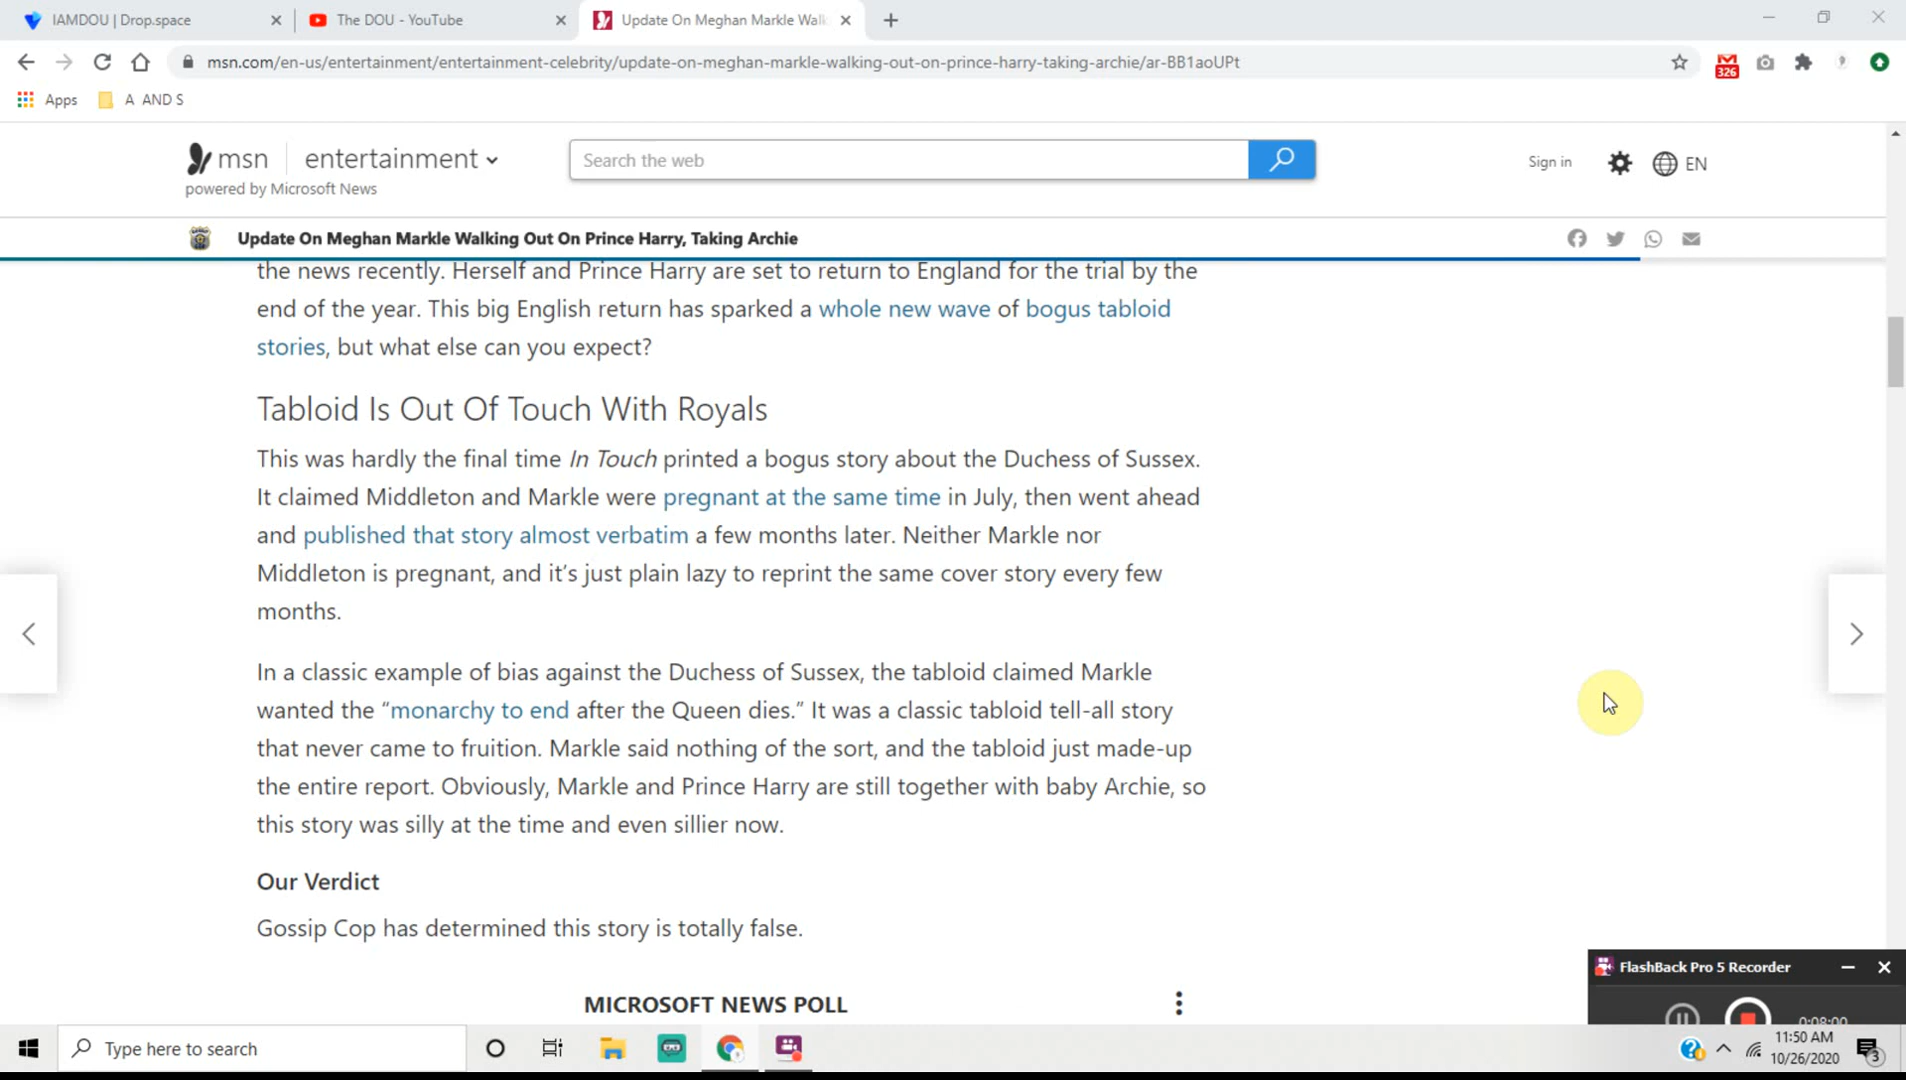 IAMDOU | Drop.space
The DOU - YouTube
Update On Meghan Markle Walk
msn.com/en-us/entertainment/entertainment-celebrity/update-on-meghan-markle-walking-out-on-prince-harry-taking-archie/ar-BB1aoUPt
326
Apps
A AND S
msn
entertainment
Search the web
Sign in
EN
powered by Microsoft News
Update On Meghan Markle Walking Out On Prince Harry, Taking Archie
the news recently. Herself and Prince Harry are set to return to England for the trial by the
end of the year. This big English return has sparked a whole new wave of bogus tabloid
stories, but what else can you expect?
Tabloid Is Out Of Touch With Royals
This was hardly the final time In Touch printed a bogus story about the Duchess of Sussex.
It claimed Middleton and Markle were pregnant at the same time in July, then went ahead
and published that story almost verbatim a few months later. Neither Markle nor
Middleton is pregnant, and it's just plain lazy to reprint the same cover story every few
months.
In a classic example of bias against the Duchess of Sussex, the tabloid claimed Markle
wanted the “monarchy to end after the Queen dies.” It was a classic tabloid tell-all story
that never came to fruition. Markle said nothing of the sort, and the tabloid just made-up
the entire report. Obviously, Markle and Prince Harry are still together with baby Archie, so
this story was silly at the time and even sillier now.
Our Verdict
Gossip Cop has determined this story is totally false.
MICROSOFT NEWS POLL
FlashBack Pro 5 Recorder
0:08:00
Type here to search
11:50 AM
10/26/2020
3